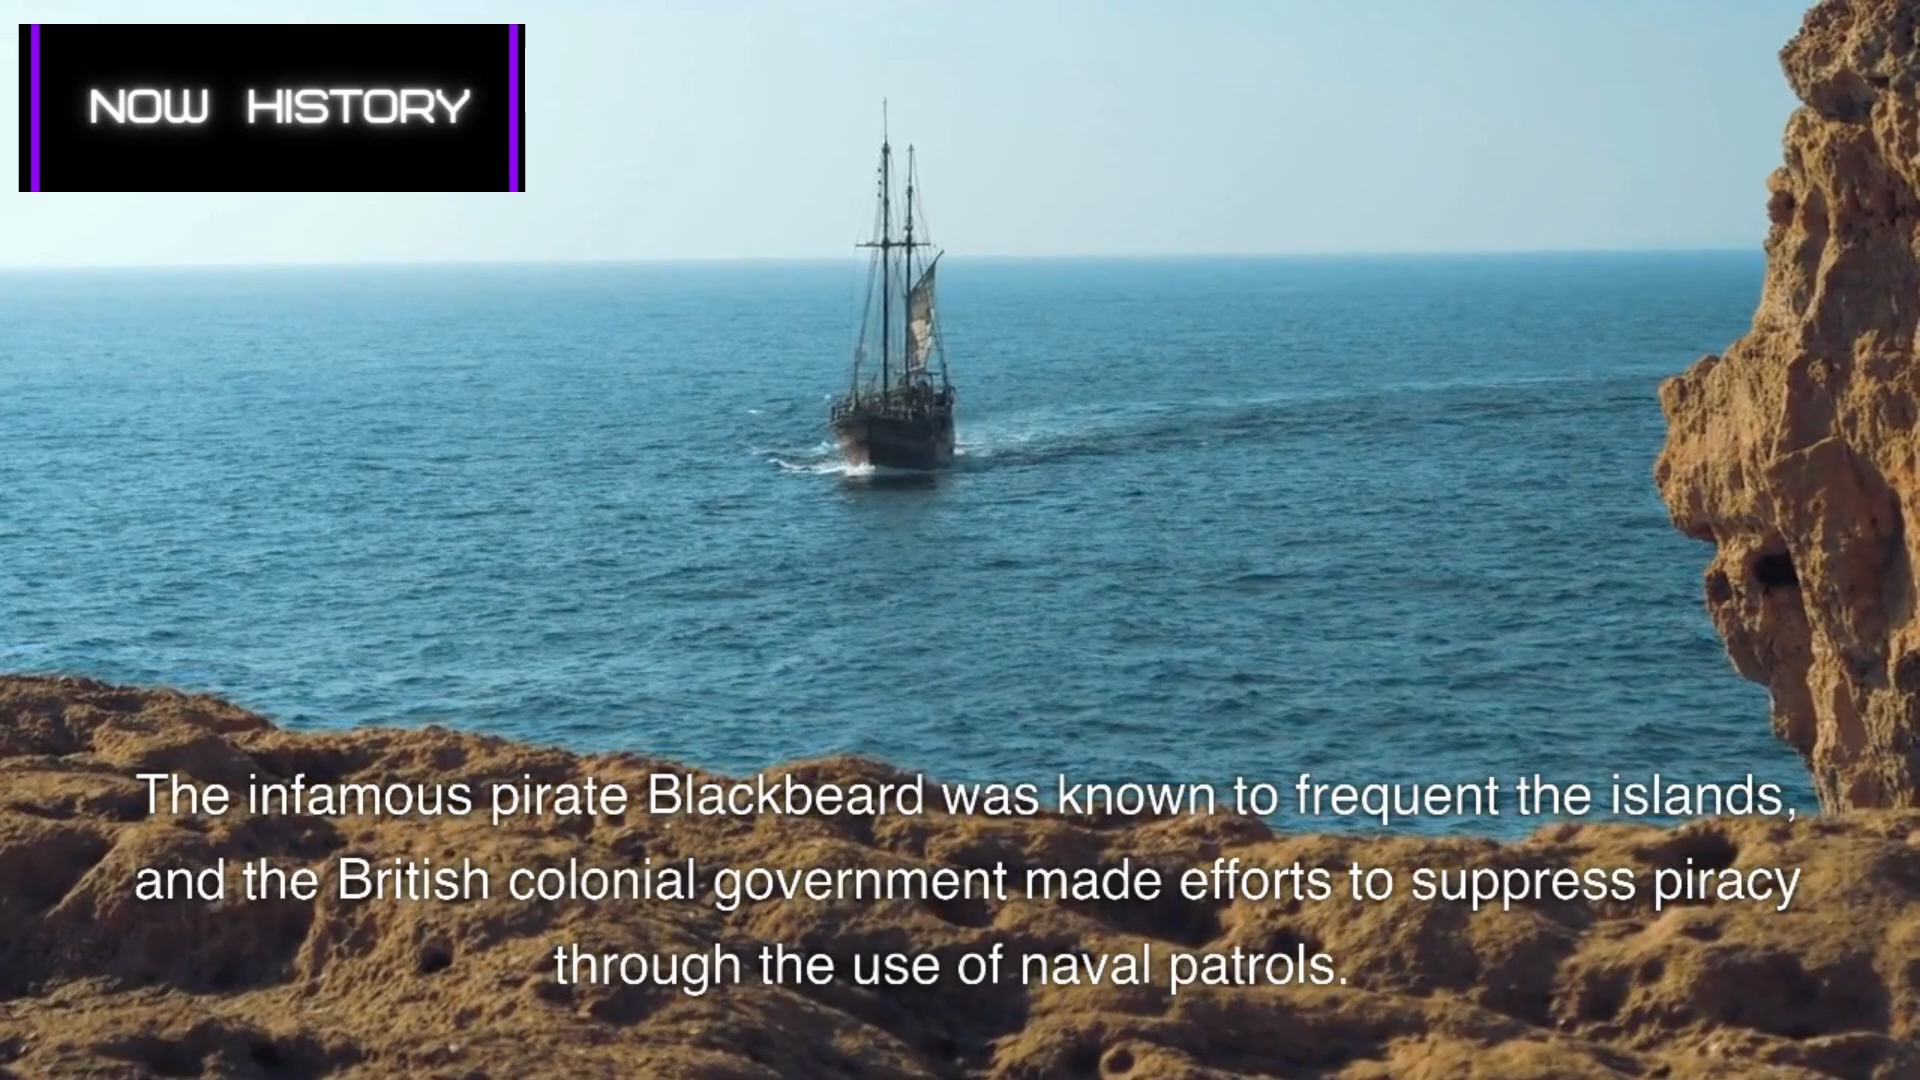 NOW HISTORY
The infamous pirate Blackbeard was known to frequent the islands,
and the British colonial government made efforts to suppress piracy
through the use of naval patrols.